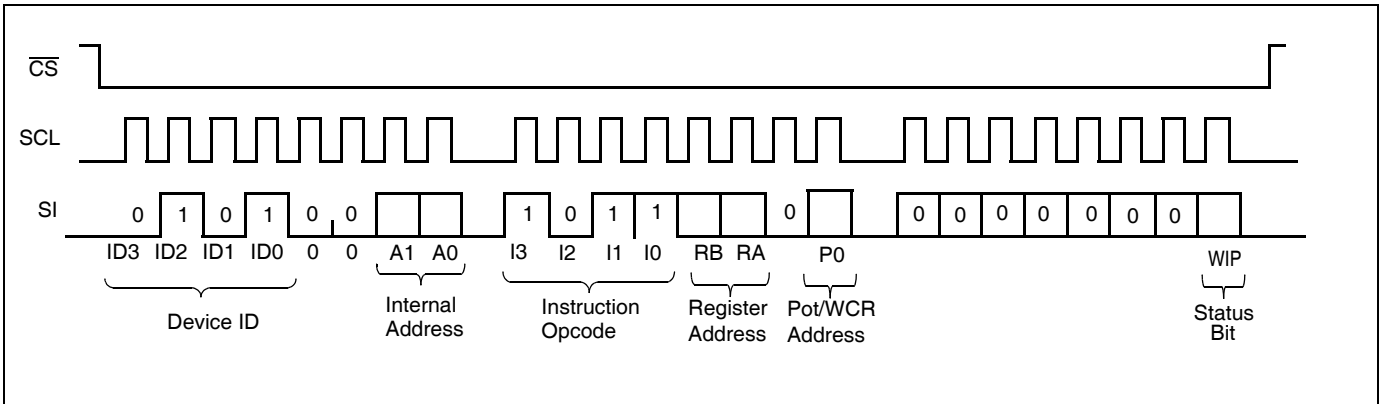 CS
SCL
SI
0 1 0 1 0 0
1 0 1 1 0
0 0 0 0 0 0 0
ID3 ID2 ID1 ID0 0 0 A1 A0 I3 I2 I1 I0 RB RA P0 WIP
Device ID
Internal
Address
Instruction
Opcode
Register
Address
Pot/WCR
Address
Status
Bit